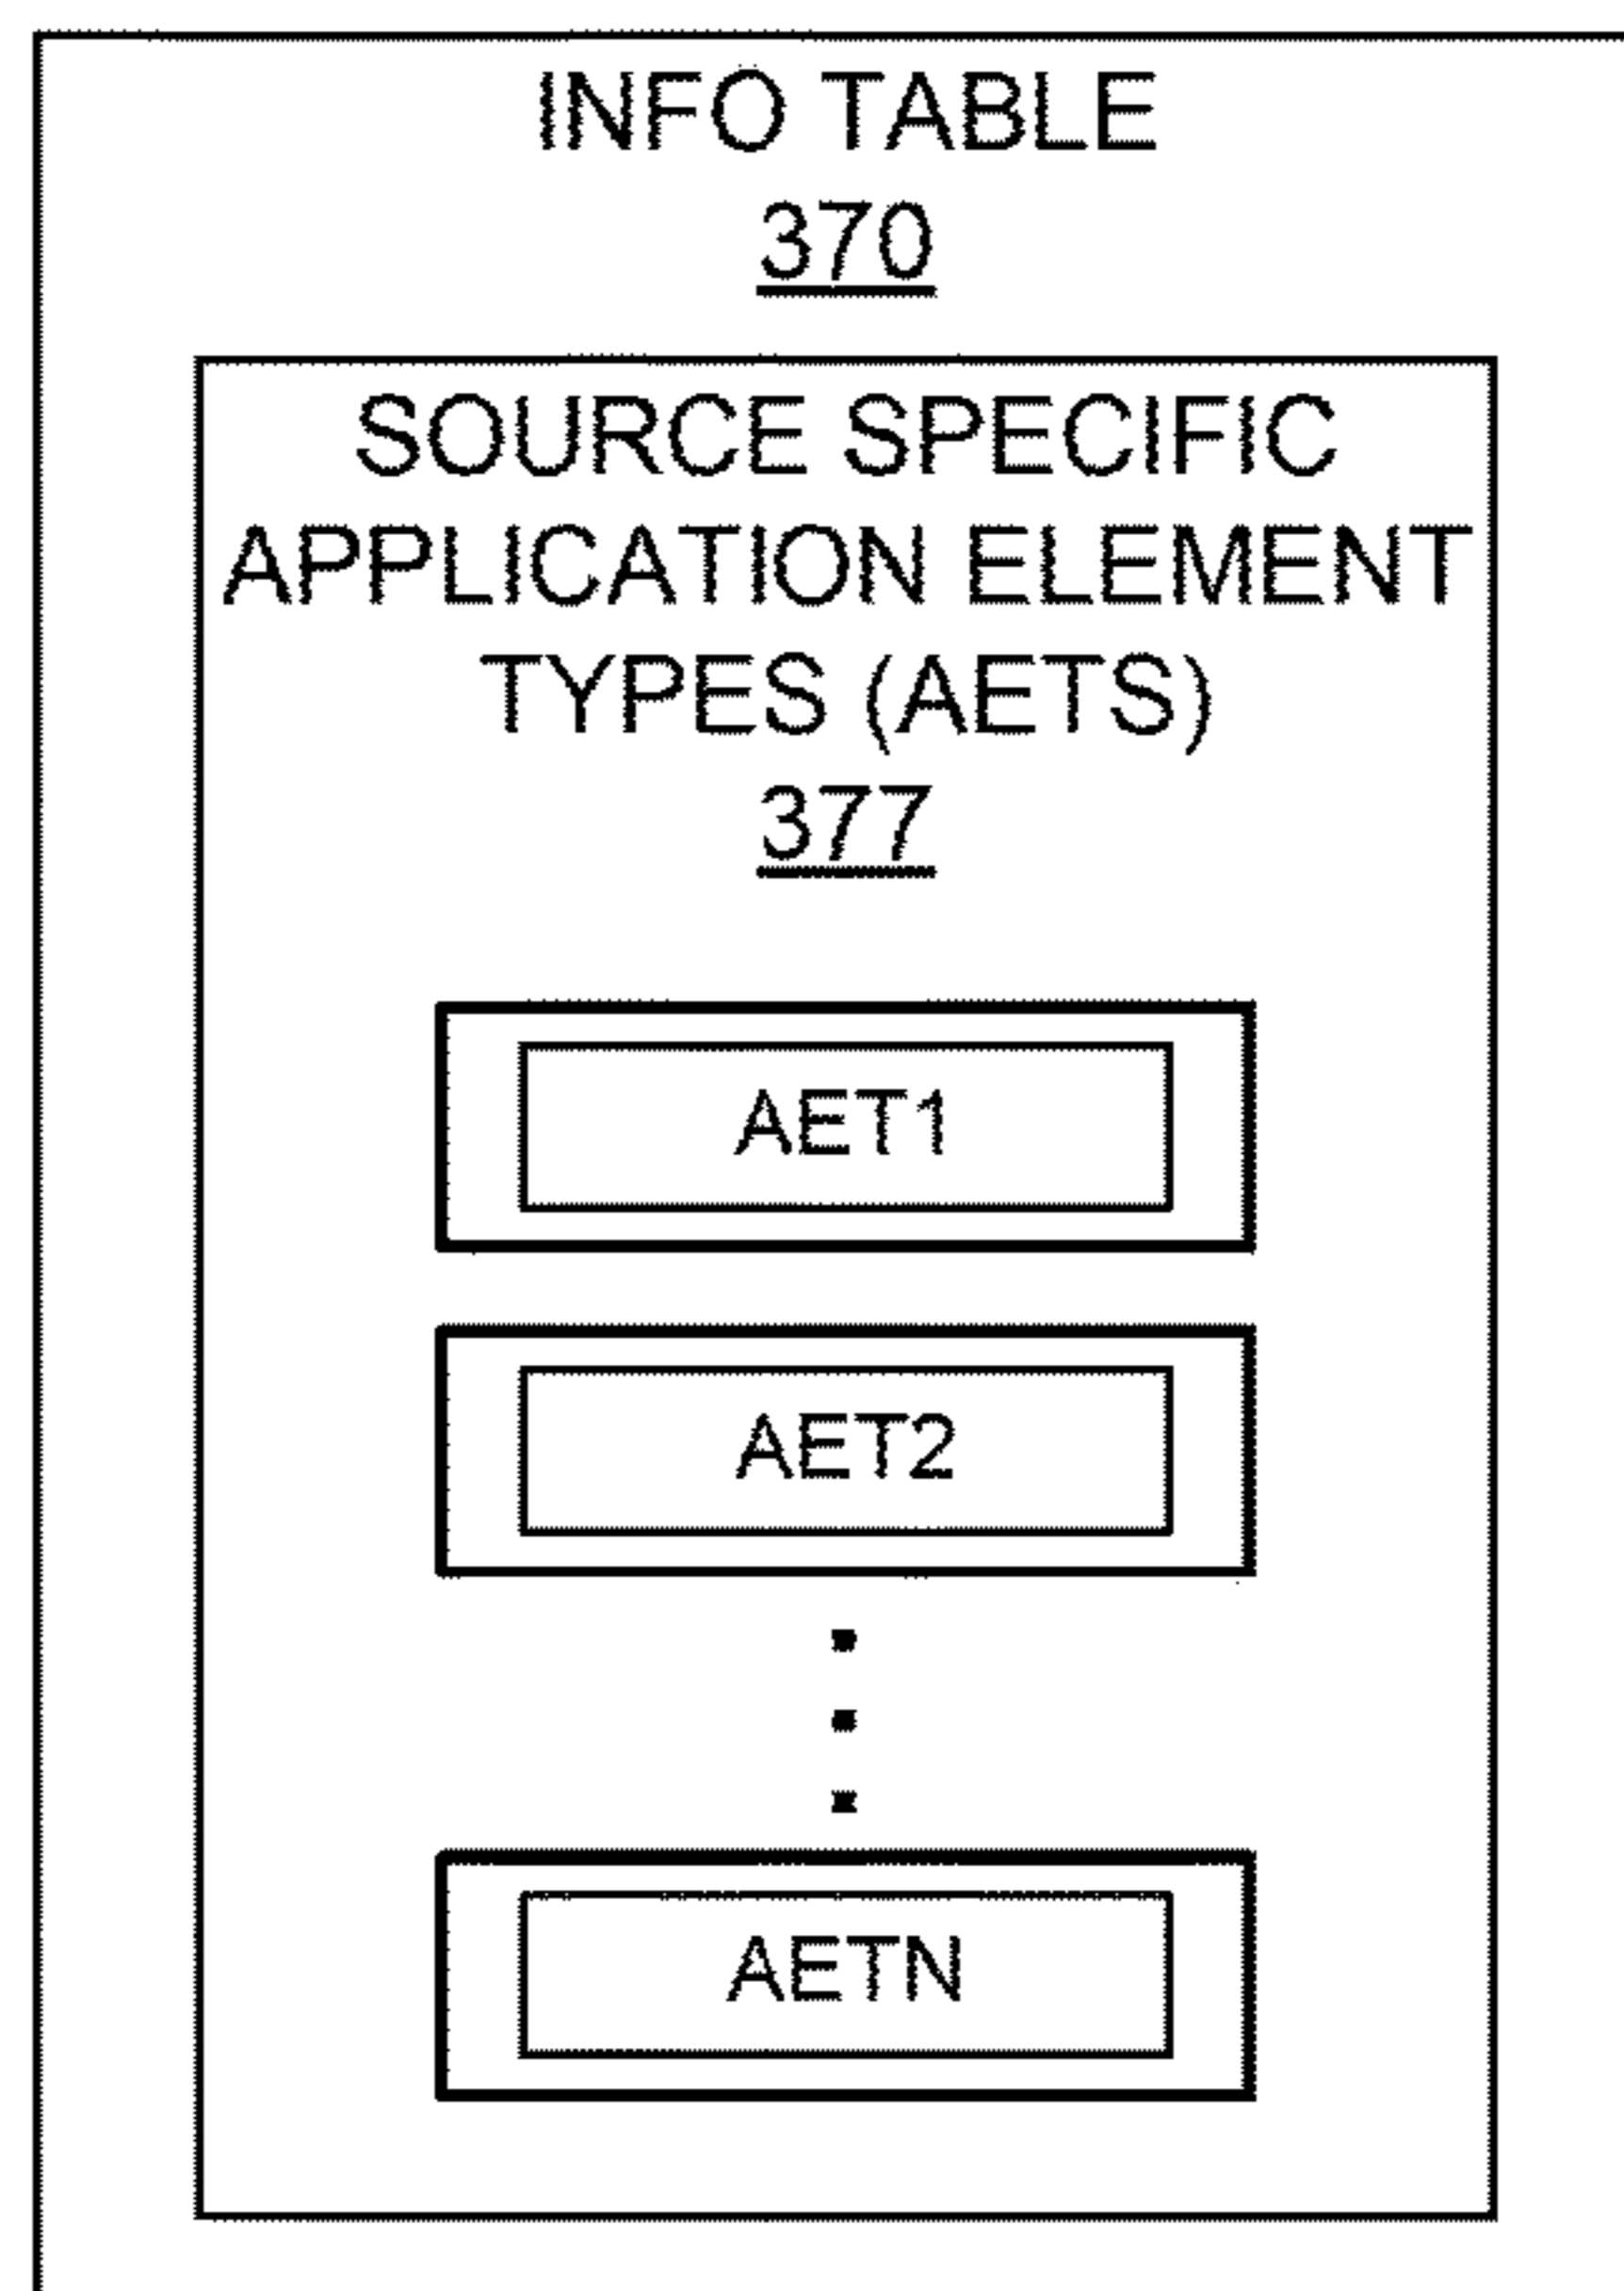 INFO TABLE
370
SOURCE SPECIFIC
APPLICATION ELEMENT
TYPES (AETS)
377
AET1
AET2
AETN